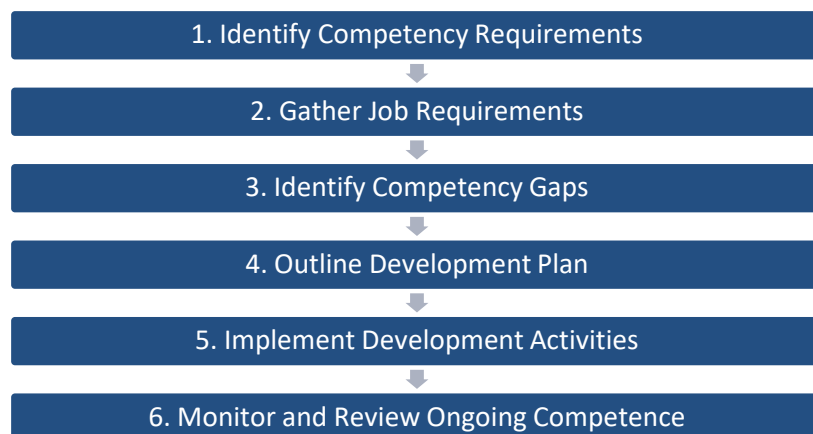 1. Identify Competency Requirements
2. Gather Job Requirements
3. Identify Competency Gaps
4. Outline Development Plan
5. Implement Development Activities
6. Monitor and Review Ongoing Competence